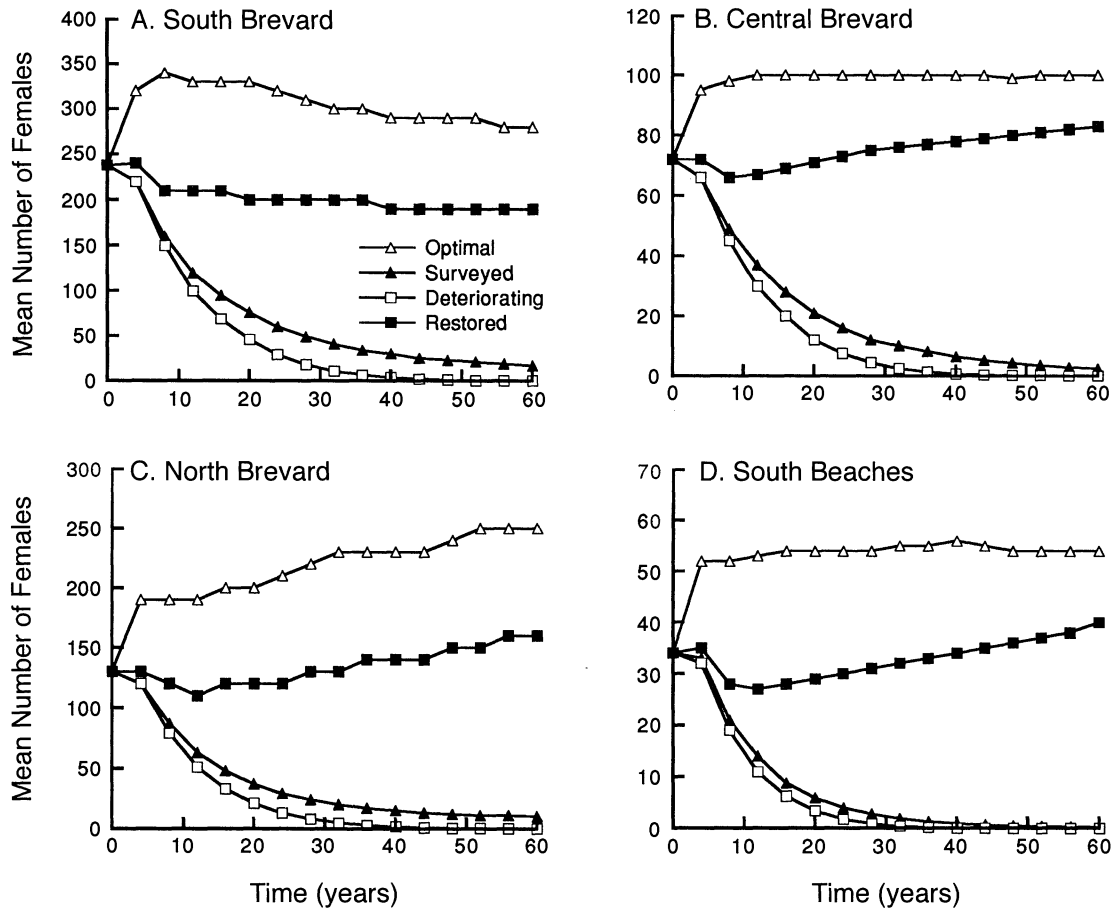 A. South Brevard
Mean Number of Females
400
350
300
250
200
150
100
50
0
0 10 20 30 40 50 60
Optimal
Surveyed
Deteriorating
Restored
B. Central Brevard
120
100
80
60
40
20
0
0 10 20 30 40 50 60
C. North Brevard
Mean Number of Females
300
250
200
150
100
50
0
0 10 20 30 40 50 60
Time (years)
D. South Beaches
70
60
50
40
30
20
10
0
0 10 20 30 40 50 60
Time (years)